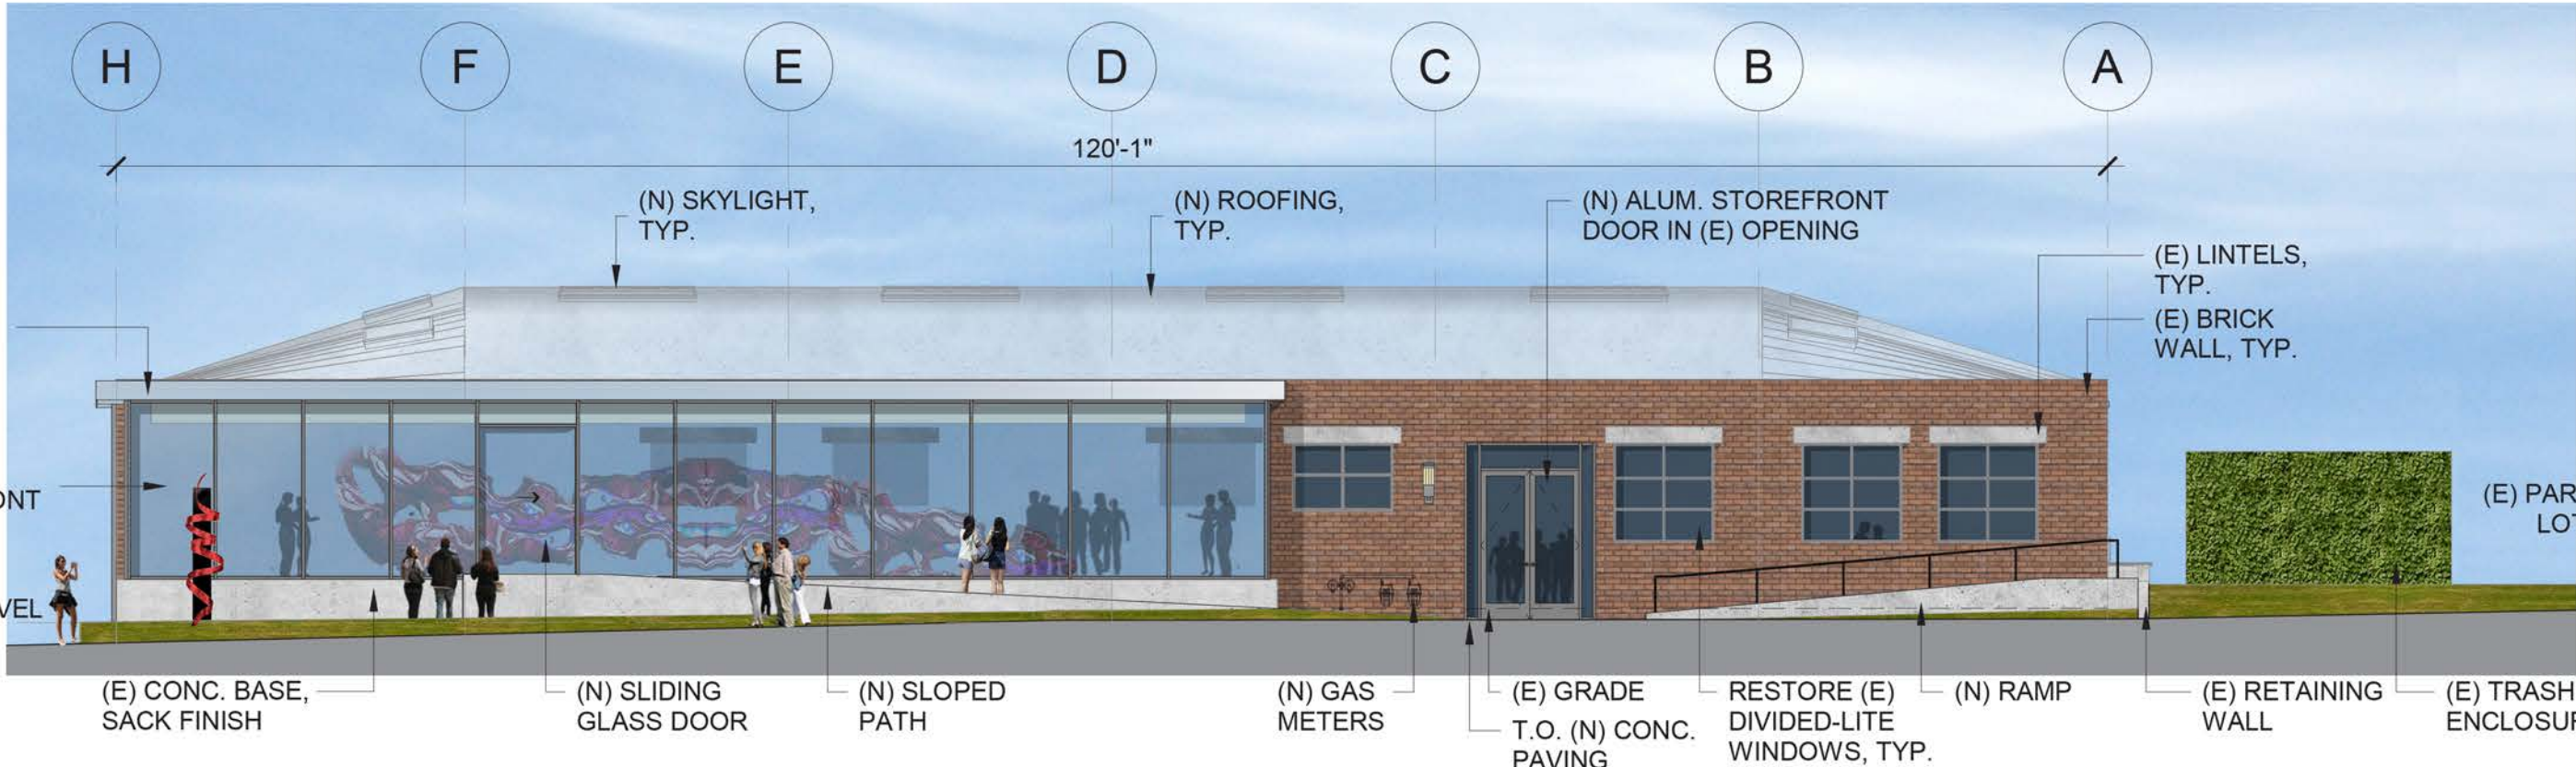 H F E D C B A
120'-1"
(N) SKYLIGHT,
TYP.
(N) ROOFING,
TYP.
(N) ALUM. STOREFRONT
DOOR IN (E) OPENING
(E) LINTELS,
TYP.
(E) BRICK
WALL, TYP.
(E) CONC. BASE,
SACK FINISH
(N) SLIDING
GLASS DOOR
(N) SLOPED
PATH
(N) GAS
METERS
(E) GRADE
T.O. (N) CONC.
PAVING
RESTORE (E)
DIVIDED-LITE
WINDOWS, TYP.
(N) RAMP
(E) RETAINING
WALL
(E) TRASH
(E)